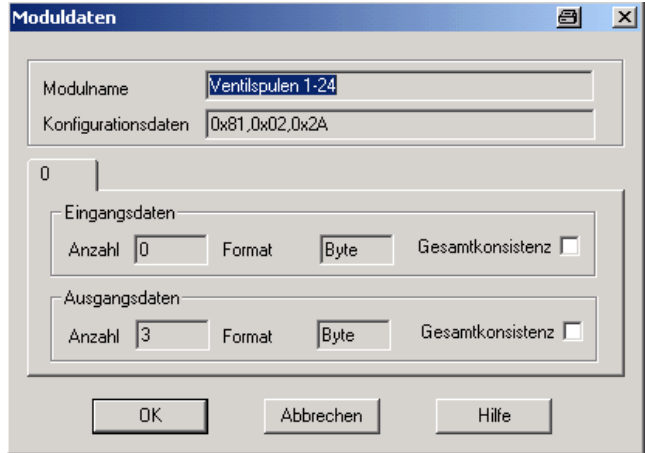 Moduldaten
Modulname Ventilspulen 1-24
Konfigurationsdaten 0x81,0x02,0x2A
0
Eingangsdaten
Anzahl 0 Format Byte Gesamtkonsistenz
Ausgangsdaten
Anzahl 3 Format Byte Gesamtkonsistenz
OK Abbrechen Hilfe